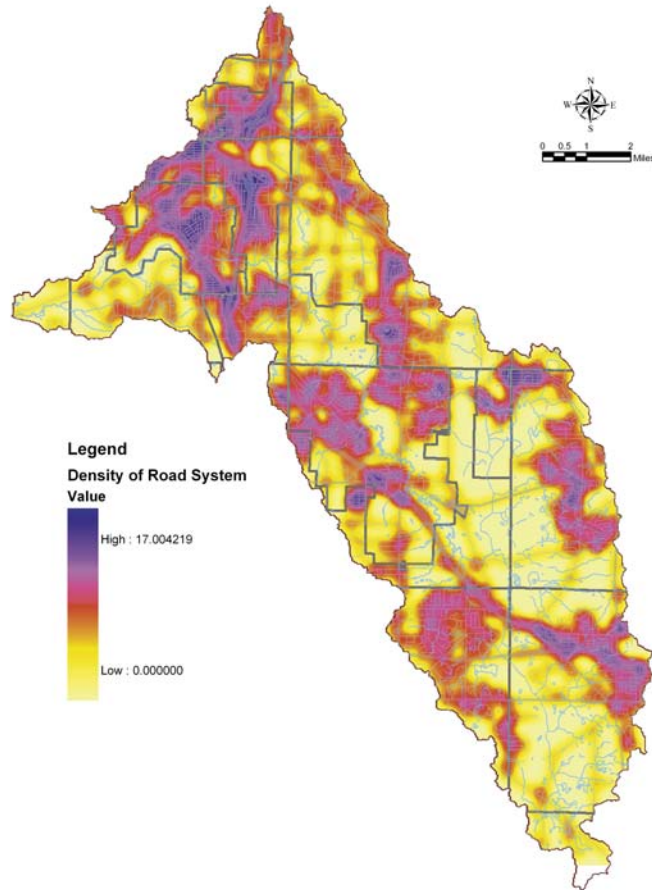 N
W E
S
0 0.5 1 2
Miles
Legend
Density of Road System
Value
High : 17.004219
Low : 0.000000